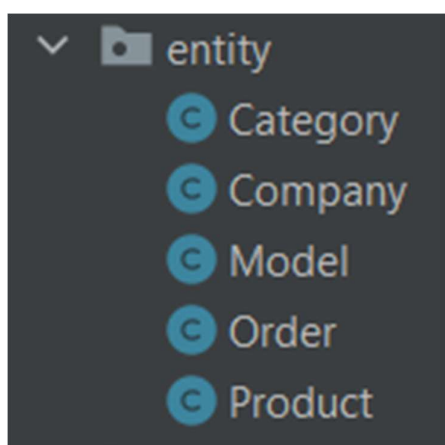 entity
C Category
C Company
C Model
C Order
C Product